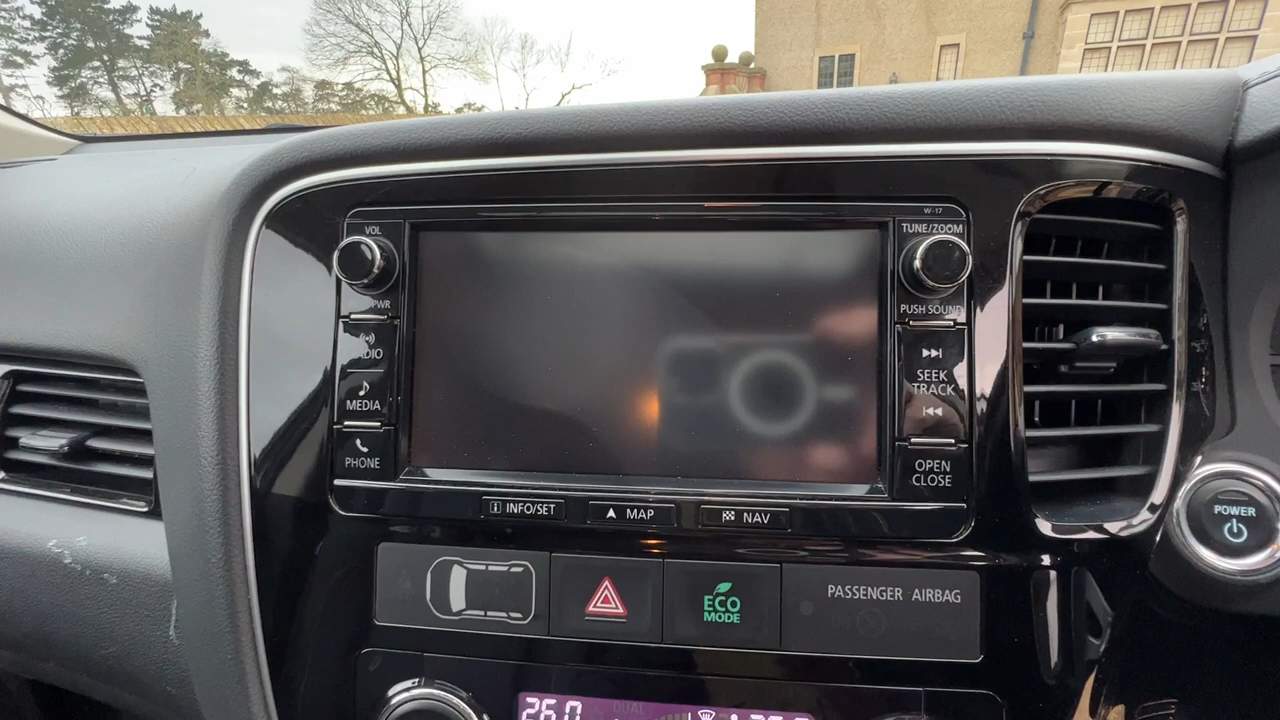 W-17
VOL
TUNE/ZOOM
PWR
PUSH SOUND
MEDIA
SEEK
TRACK
PHONE
OPEN
CLOSE
INFO/SET
MAP
NAV
POWER
ECO
MODE
PASSENGER AIRBAG
26.0
DUAL